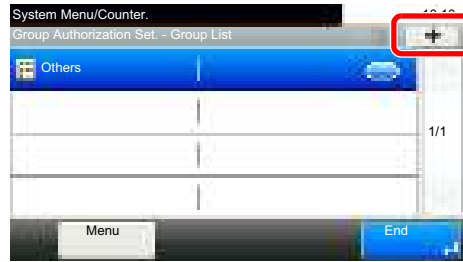 System Menu/Counter.
Group Authorization Set. - Group List
+
Others
1/1
Menu
End